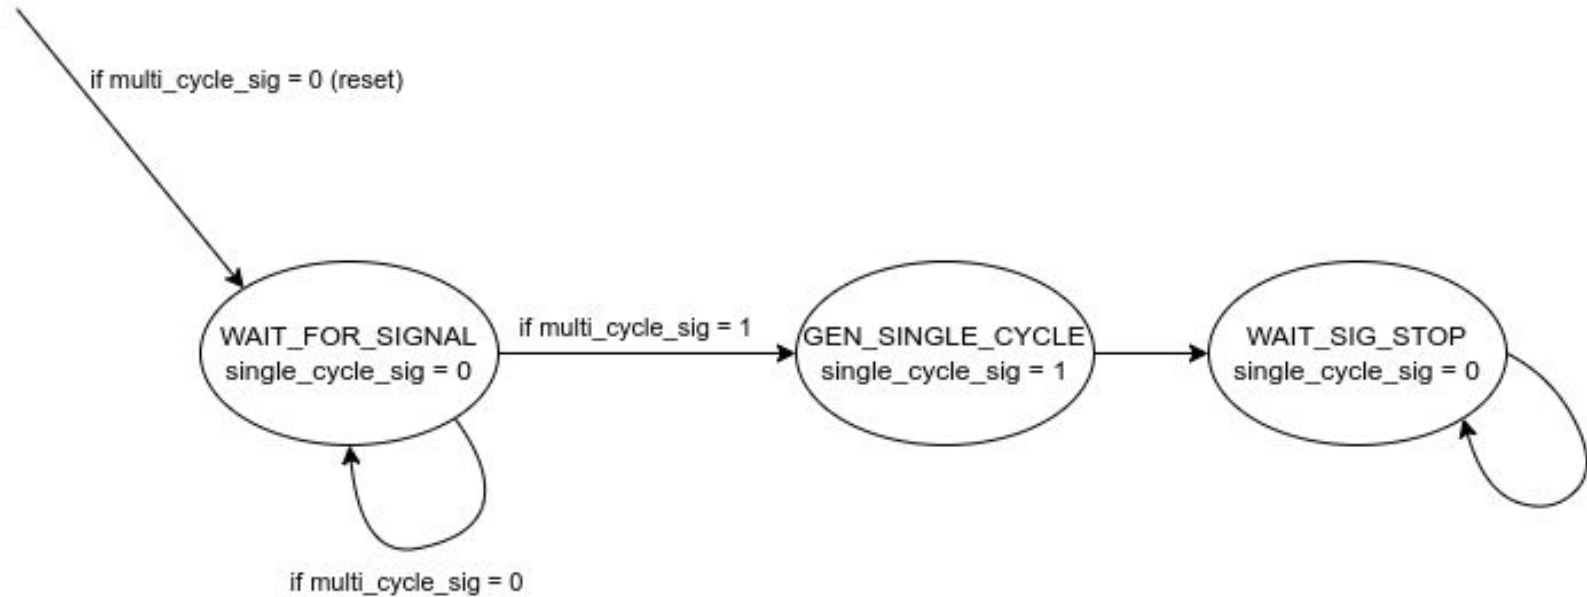 if multi_cycle_sig = 0 (reset)
if multi_cycle_sig = 1
WAIT_FOR_SIGNAL
single_cycle_sig = 0
GEN_SINGLE_CYCLE
single_cycle_sig = 1
WAIT_SIG_STOP
single_cycle_sig = 0
if multi_cycle_sig = 0